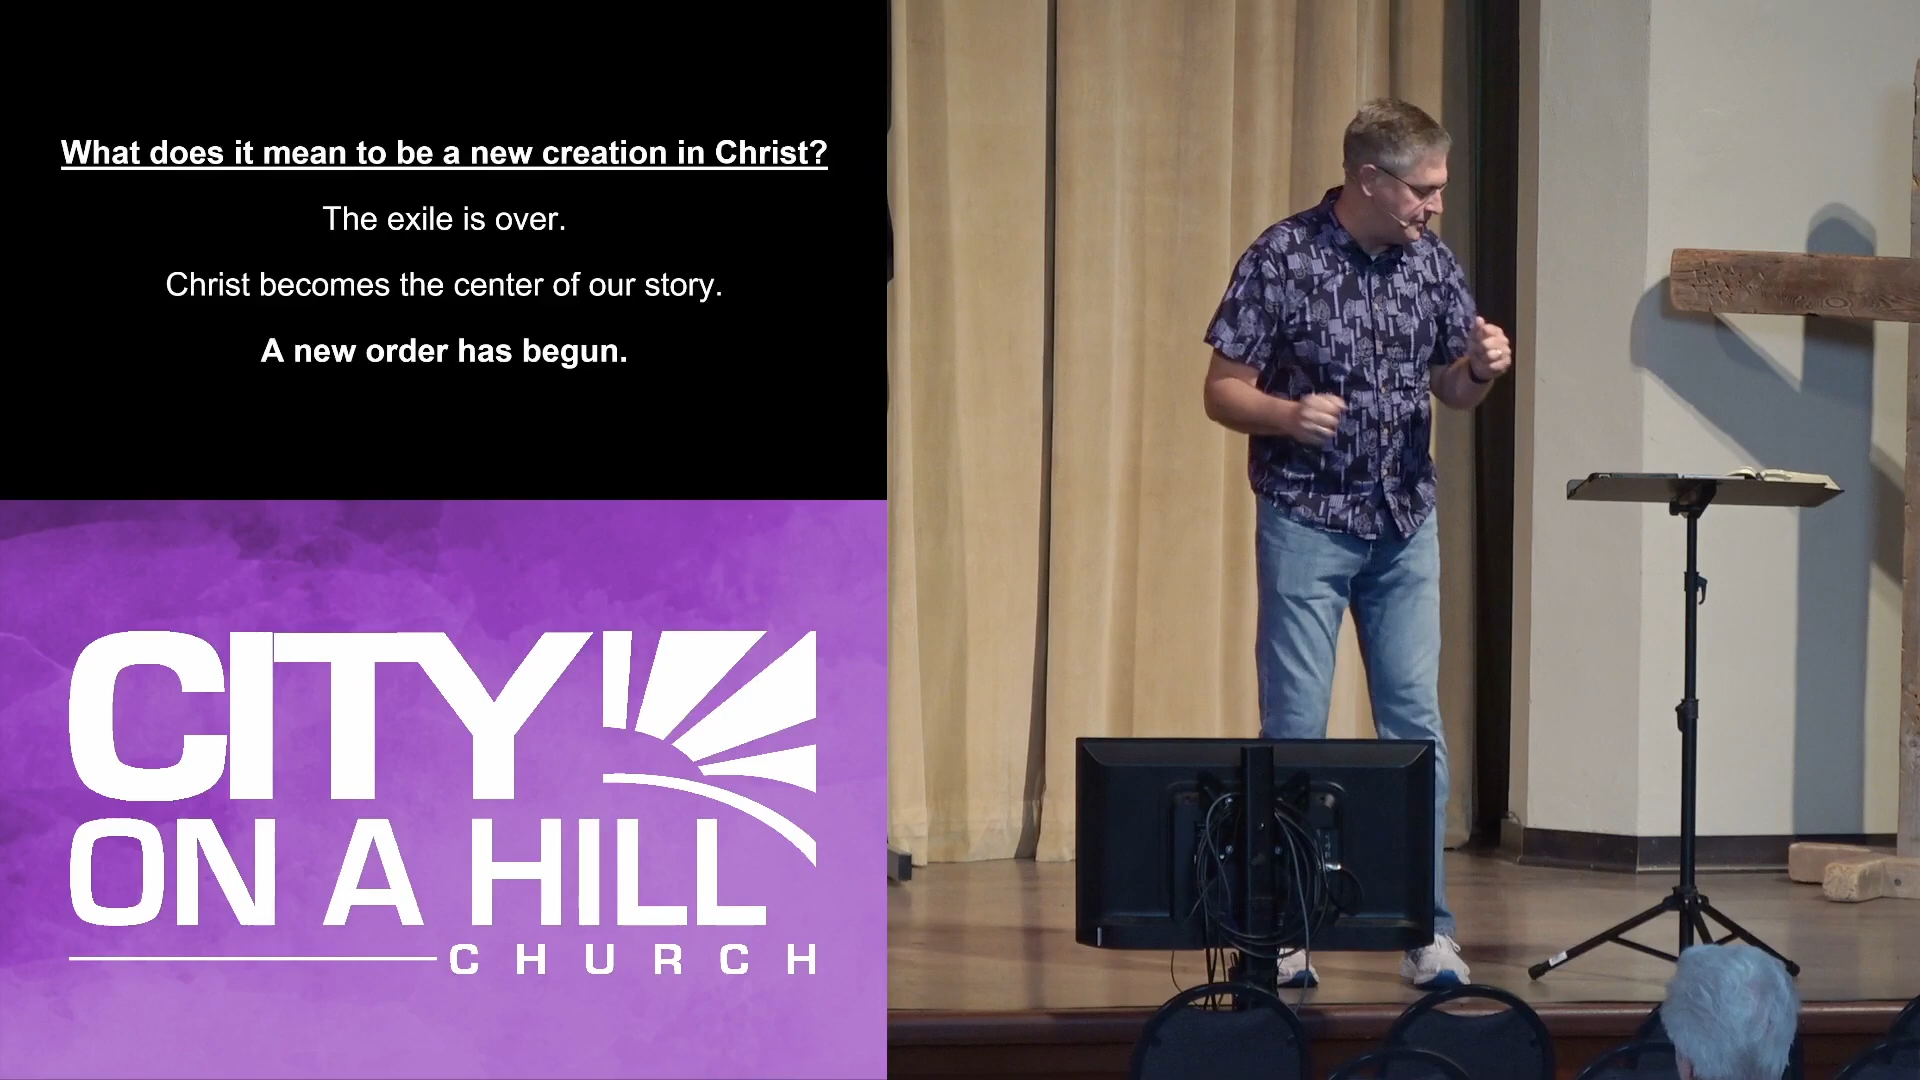 What does it mean to be a new creation in Christ?
The exile is over.
Christ becomes the center of our story.
A new order has begun.
CITY
ON A HILL
CHURCH